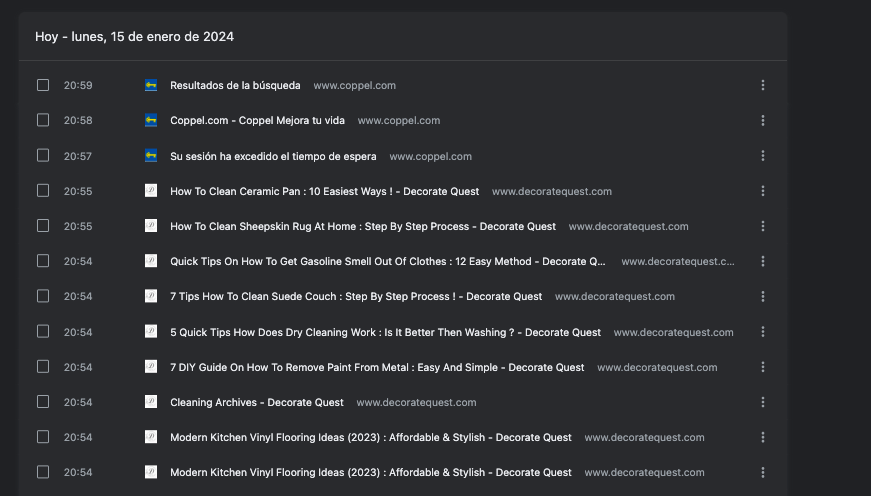 Hoy - lunes, 15 de enero de 2024
20:59 Resultados de la búsqueda www.coppel.com
20:58 Coppel.com - Coppel Mejora tu vida www.coppel.com
20:57 Su sesión ha excedido el tiempo de espera www.coppel.com
20:55 How To Clean Ceramic Pan : 10 Easiest Ways ! - Decorate Quest www.decoratequest.com
20:55 How To Clean Sheepskin Rug At Home : Step By Step Process - Decorate Quest www.decoratequest.com
20:54 Quick Tips On How To Get Gasoline Smell Out Of Clothes : 12 Easy Method - Decorate Q... www.decoratequest.c...
20:54 7 Tips How To Clean Suede Couch : Step By Step Process ! - Decorate Quest www.decoratequest.com
20:54 5 Quick Tips How Does Dry Cleaning Work : Is It Better Then Washing ? - Decorate Quest www.decoratequest.com
20:54 7 DIY Guide On How To Remove Paint From Metal : Easy And Simple - Decorate Quest www.decoratequest.com
20:54 Cleaning Archives - Decorate Quest www.decoratequest.com
20:54 Modern Kitchen Vinyl Flooring Ideas (2023) : Affordable & Stylish - Decorate Quest www.decoratequest.com
20:54 Modern Kitchen Vinyl Flooring Ideas (2023) : Affordable & Stylish - Decorate Quest www.decoratequest.com